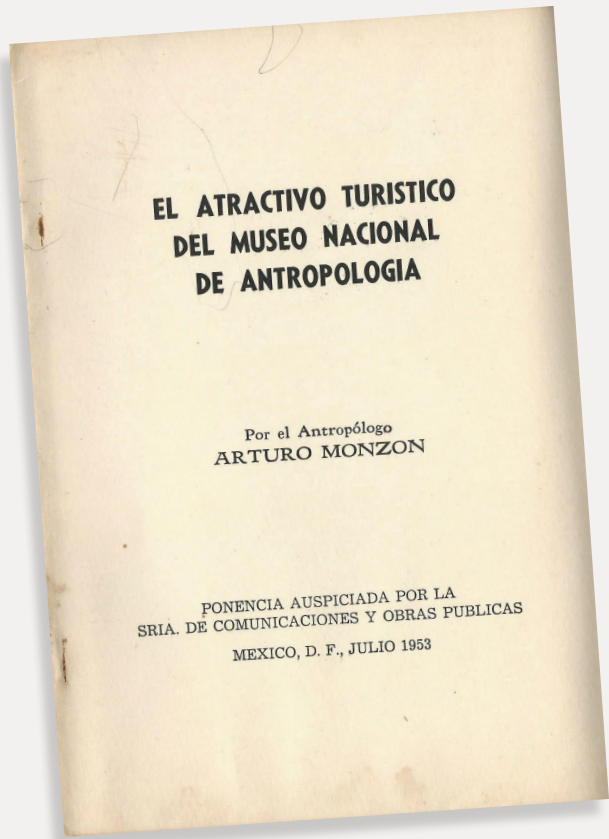 EL ATRACTIVO TURISTICO
DEL MUSEO NACIONAL
DE ANTROPOLOGIA
Por el Antropólogo
ARTURO MONZON
PONENCIA AUSPICIADA POR LA
SRIA. DE COMUNICACIONES Y OBRAS PUBLICAS
MEXICO, D. F., JULIO 1953